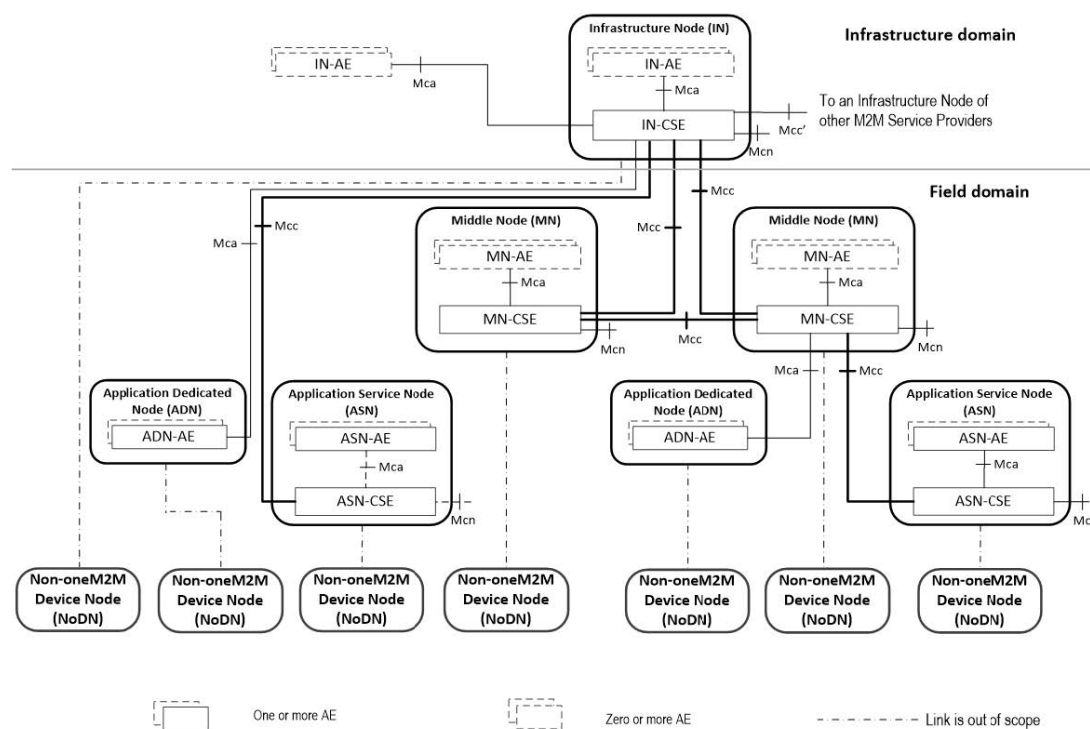 Infrastructure Node (IN)
Infrastructure domain
IN-AE
IN-AE
Mca
Mca
To an Infrastructure Node of
other M2M Service Providers
IN-CSE
Mcc'
Mcn
Mcc
Field domain
Middle Node (MN)
Middle Node (MN)
Mcc
Mcc
Mca
MN-AE
MN-AE
Mca
Mca
MN-CSE
MN-CSE
Mcc
Mcn
Mcn
Mca
Mcc
Application Dedicated
Node (ADN)
ADN-AE
Application Service Node
(ASN)
ASN-AE
Mca
ASN-CSE
Mcn
Application Dedicated
Node (ADN)
ADN-AE
Application Service Node
(ASN)
ASN-AE
Mca
ASN-CSE
Non-oneM2M
Device Node
(NoDN)
Non-oneM2M
Device Node
(NoDN)
Non-oneM2M
Device Node
(NoDN)
Non-oneM2M
Device Node
(NoDN)
Non-oneM2M
Device Node
(NoDN)
Non-oneM2M
Device Node
(NoDN)
Non-oneM2M
Device Node
(NoDN)
One or more AE
Zero or more AE
Link is out of scope